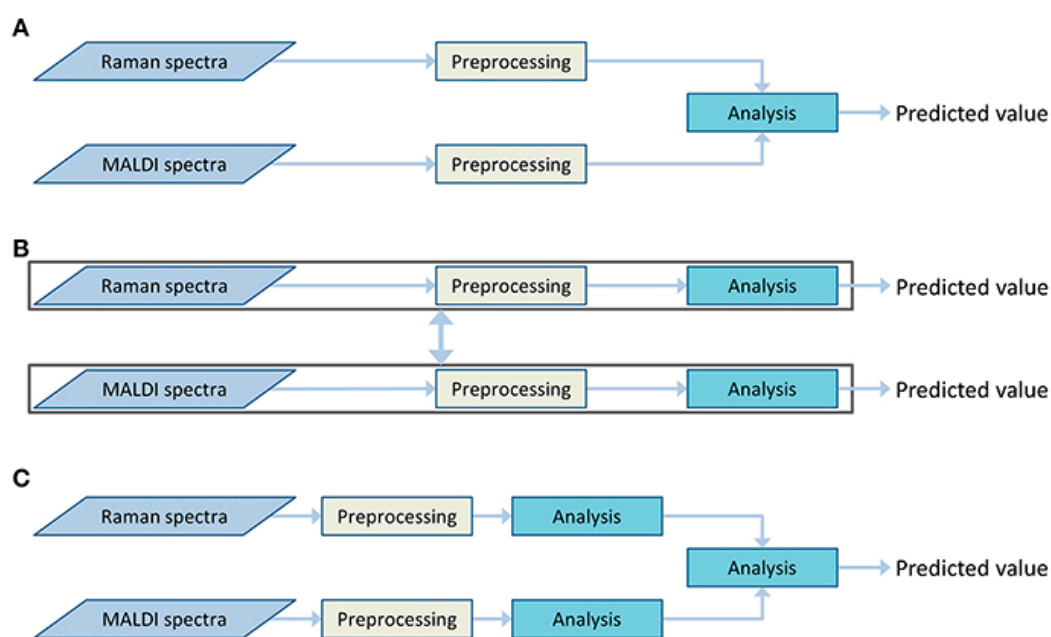 A
Raman spectra
Preprocessing
Analysis
Predicted value
MALDI spectra
Preprocessing
B
Raman spectra
Preprocessing
Analysis
Predicted value
MALDI spectra
Preprocessing
Analysis
Predicted value
C
Raman spectra
Preprocessing
Analysis
Analysis
Predicted value
MALDI spectra
Preprocessing
Analysis